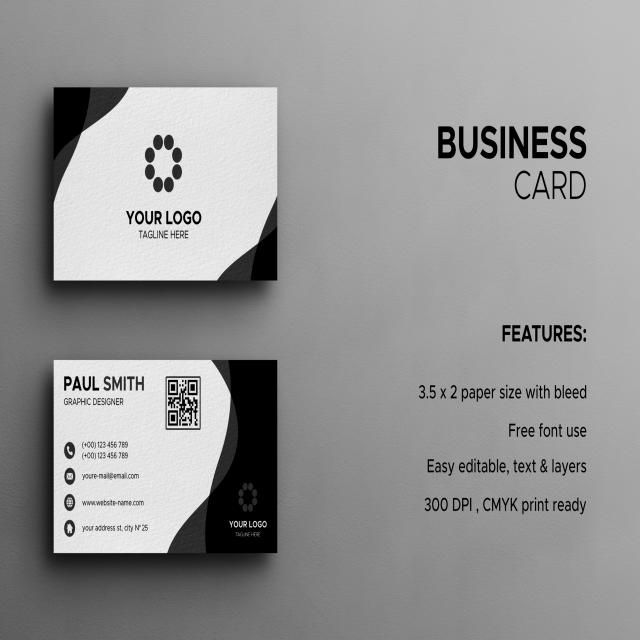 YOUR LOGO
TAGLINE HERE
BUSINESS
CARD
PAUL SMITH
GRAPHIC DESIGNER
(+00) 123 456 789
(+00) 123 456 789
youre-mail@email.com
www.website-name.com
your address st, city N° 25
YOUR LOGO
TAGLINE HERE
FEATURES:
3.5 x 2 paper size with bleed
Free font use
Easy editable, text & layers
300 DPI , CMYK print ready